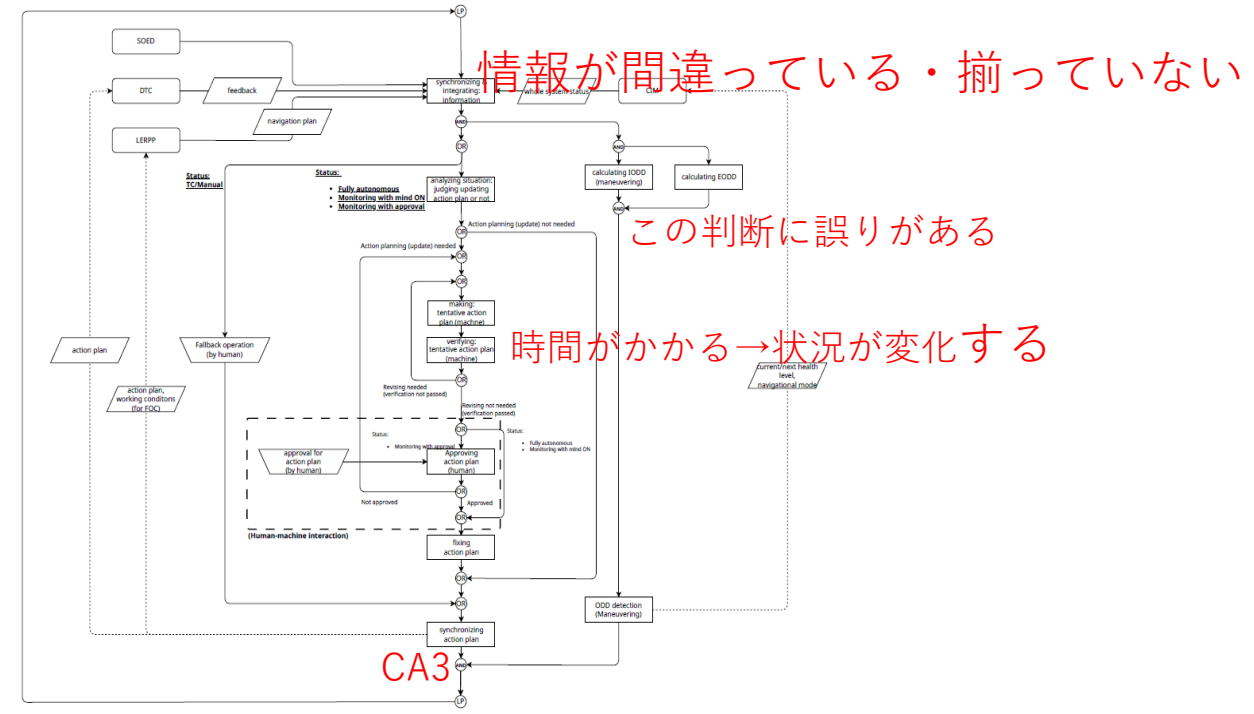 LP
SOED
情報が間違っている・揃っていない
synchronizing &
integrating:
information
DTC
feedback
whole system status
CIM
navigation plan
LERPP
AND
OR
AND
Status:
TC/Manual
Status:
• Fully autonomous
• Monitoring with mind ON
• Monitoring with approval
analyzing situation:
judging updating
action plan or not
calculating IODD
(maneuvering)
calculating EODD
AND
この判断に誤りがある
OR
Action planning (update) not needed
Action planning (update) needed
OR
OR
making:
tentative action
plan (machne)
verifying:
tentative action plan
(machine)
時間がかかる→状況が変化する
action plan
Fallback operation
(by human)
current/next health
level,
navigational mode
OR
action plan,
working conditons
(for FOC)
Revising needed
(verification not passed)
Revising not needed
(verification passed)
OR
Status:
• Monitoring with approval
Status:
• Fully autonomous
• Monitoring with mind ON
approval for
action plan
(by human)
Approving
action plan
(human)
OR
Not approved
Approved
OR
(Human-machine interaction)
fixing
action plan
OR
OR
ODD detection
(Maneuvering)
synchronizing
action plan
CA3
AND
LP